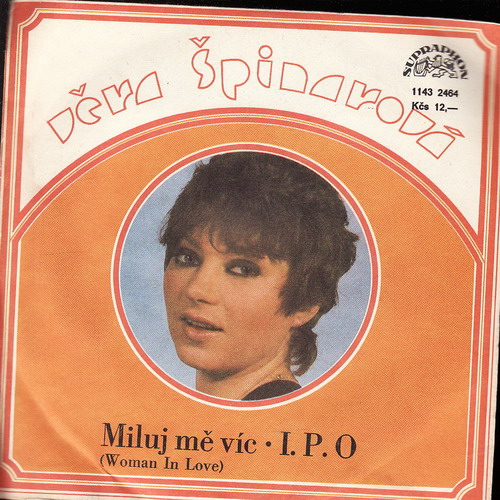 Věra Špinarová
SUPRAPHON
1143 2464
Kčs 12,—
Miluj mě víc · I. P. O
(Woman In Love)